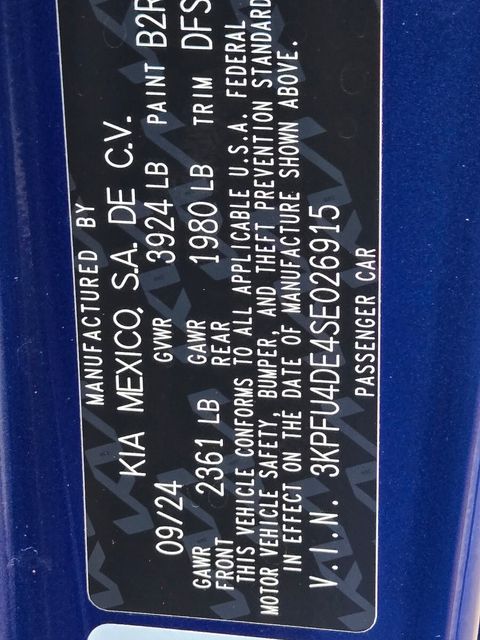 MANUFACTURED BY
KIA MEXICO, S.A. DE C.V.
09/24 GVWR 3924 LB PAINT B2R
GAWR FRONT 2361 LB GAWR REAR 1980 LB TRIM DFS
THIS VEHICLE CONFORMS TO ALL APPLICABLE U.S.A. FEDERAL
MOTOR VEHICLE SAFETY, BUMPER, AND THEFT PREVENTION STANDARD
IN EFFECT ON THE DATE OF MANUFACTURE SHOWN ABOVE.
V.I.N. 3KPFU4DE4SE026915
PASSENGER CAR